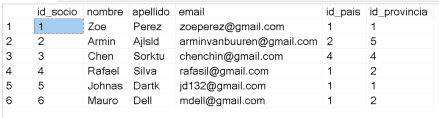 id_socio nombre apellido email id_pais id_provincia
1 1 Zoe Perez zoeperez@gmail.com 1 1
2 2 Armin Ajlsld arminvanbuuren@gmail.com 2 5
3 3 Chen Sorktu chenchin@gmail.com 4 4
4 4 Rafael Silva rafasil@gmail.com 1 2
5 5 Johnas Dartk jd132@gmail.com 1 1
6 6 Mauro Dell mdell@gmail.com 1 2